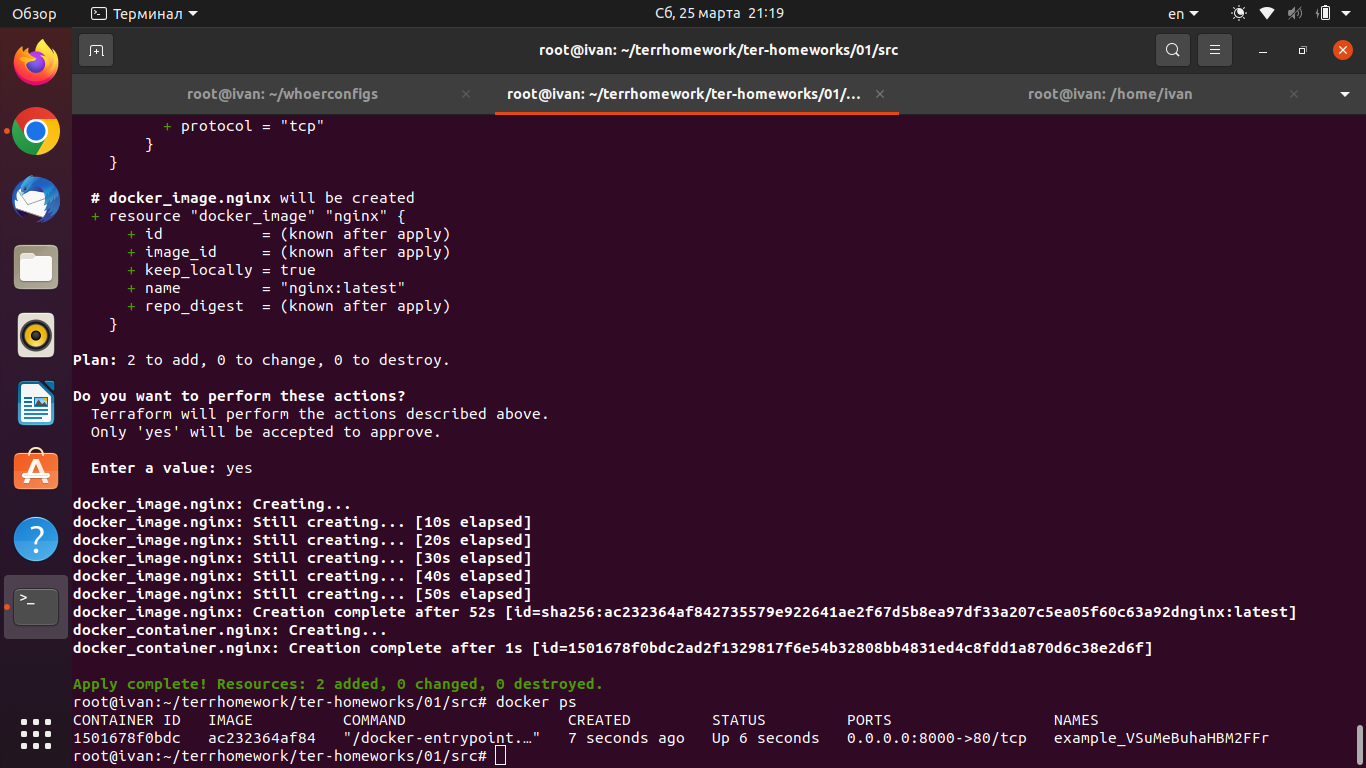 Обзор Терминал Сб, 25 марта 21:19 en
root@ivan: ~/terrhomework/ter-homeworks/01/src
root@ivan: ~/whoerconfigs root@ivan: ~/terrhomework/ter-homeworks/01/... root@ivan: /home/ivan
+ protocol = "tcp"
}
}
# docker_image.nginx will be created
+ resource "docker_image" "nginx" {
+ id = (known after apply)
+ image_id = (known after apply)
+ keep_locally = true
+ name = "nginx:latest"
+ repo_digest = (known after apply)
}
Plan: 2 to add, 0 to change, 0 to destroy.
Do you want to perform these actions?
Terraform will perform the actions described above.
Only 'yes' will be accepted to approve.
Enter a value: yes
docker_image.nginx: Creating...
docker_image.nginx: Still creating... [10s elapsed]
docker_image.nginx: Still creating... [20s elapsed]
docker_image.nginx: Still creating... [30s elapsed]
docker_image.nginx: Still creating... [40s elapsed]
docker_image.nginx: Still creating... [50s elapsed]
docker_image.nginx: Creation complete after 52s [id=sha256:ac232364af842735579e922641ae2f67d5b8ea97df33a207c5ea05f60c63a92dnginx:latest]
docker_container.nginx: Creating...
docker_container.nginx: Creation complete after 1s [id=1501678f0bdc2ad2f1329817f6e54b32808bb4831ed4c8fdd1a870d6c38e2d6f]
Apply complete! Resources: 2 added, 0 changed, 0 destroyed.
root@ivan:~/terrhomework/ter-homeworks/01/src# docker ps
CONTAINER ID IMAGE COMMAND CREATED STATUS PORTS NAMES
1501678f0bdc ac232364af84 "/docker-entrypoint.…" 7 seconds ago Up 6 seconds 0.0.0.0:8000->80/tcp example_VSuMeBuhaHBM2FFr
root@ivan:~/terrhomework/ter-homeworks/01/src#